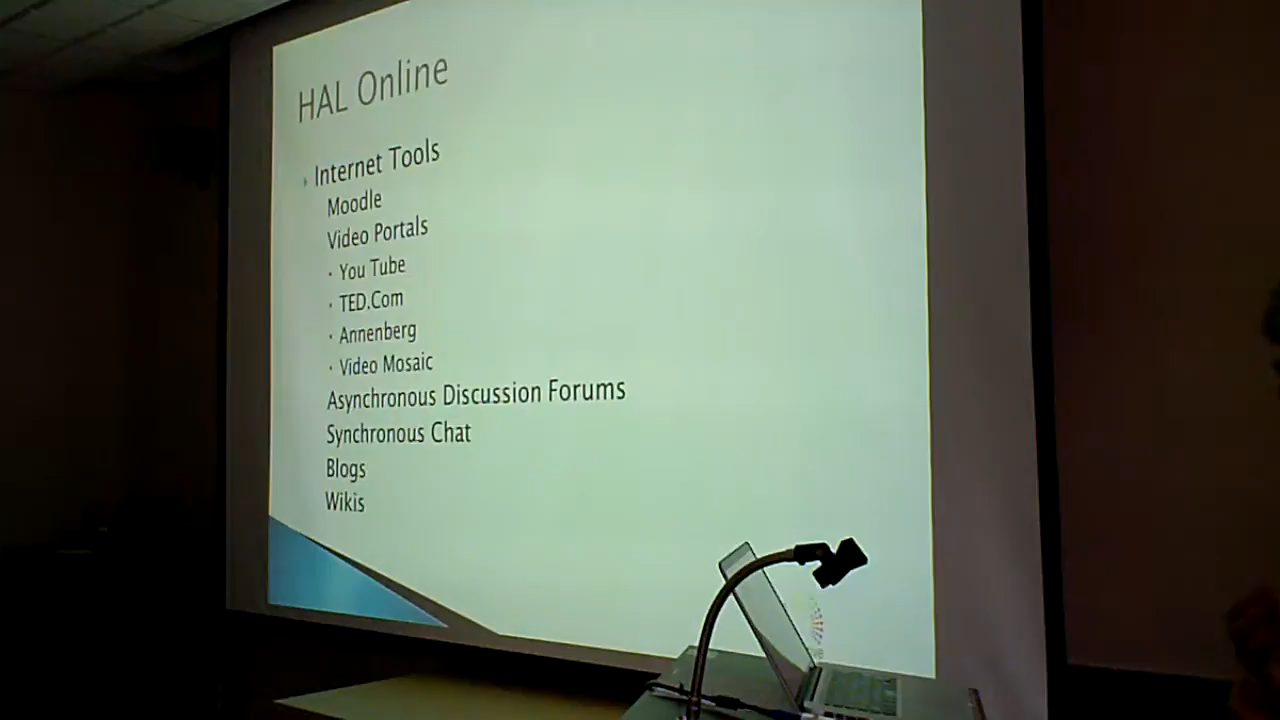 HAL Online
Internet Tools
Moodle
Video Portals
You Tube
TED.Com
Annenberg
Video Mosaic
Asynchronous Discussion Forums
Synchronous Chat
Blogs
Wikis